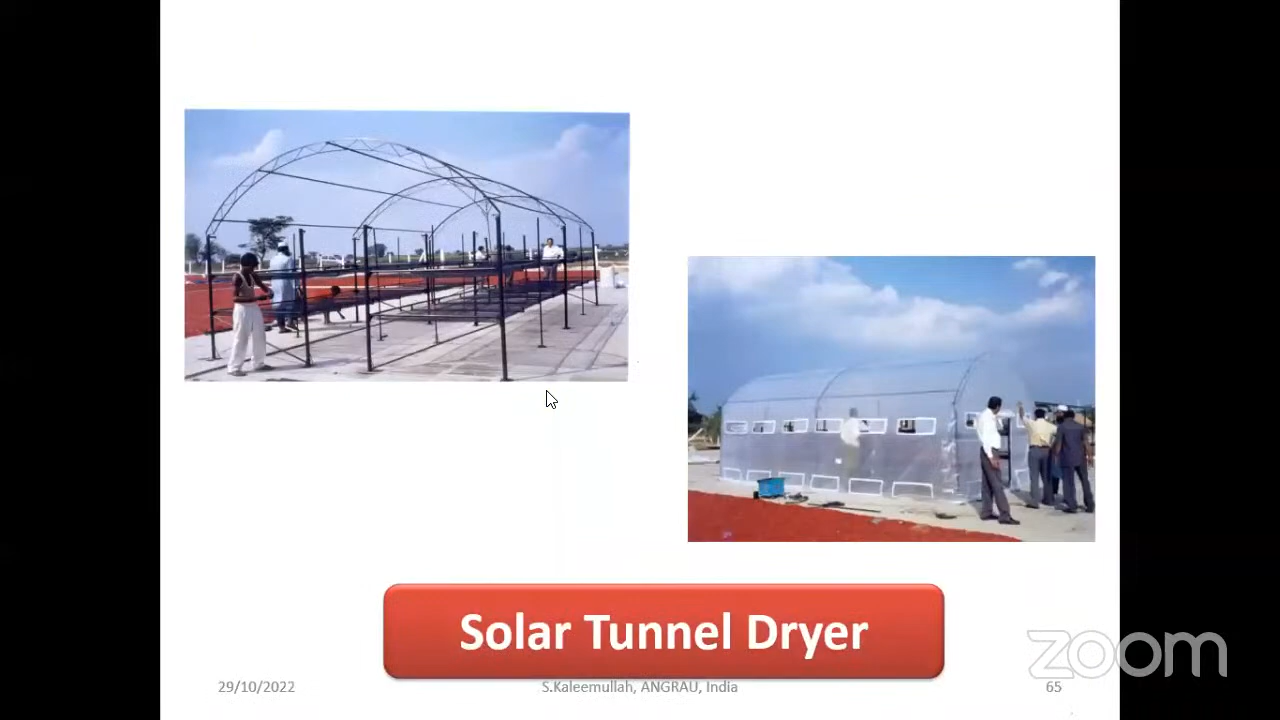 Solar Tunnel Dryer
29/10/2022
S.Kaleemullah, ANGRAU, India
65
zoom